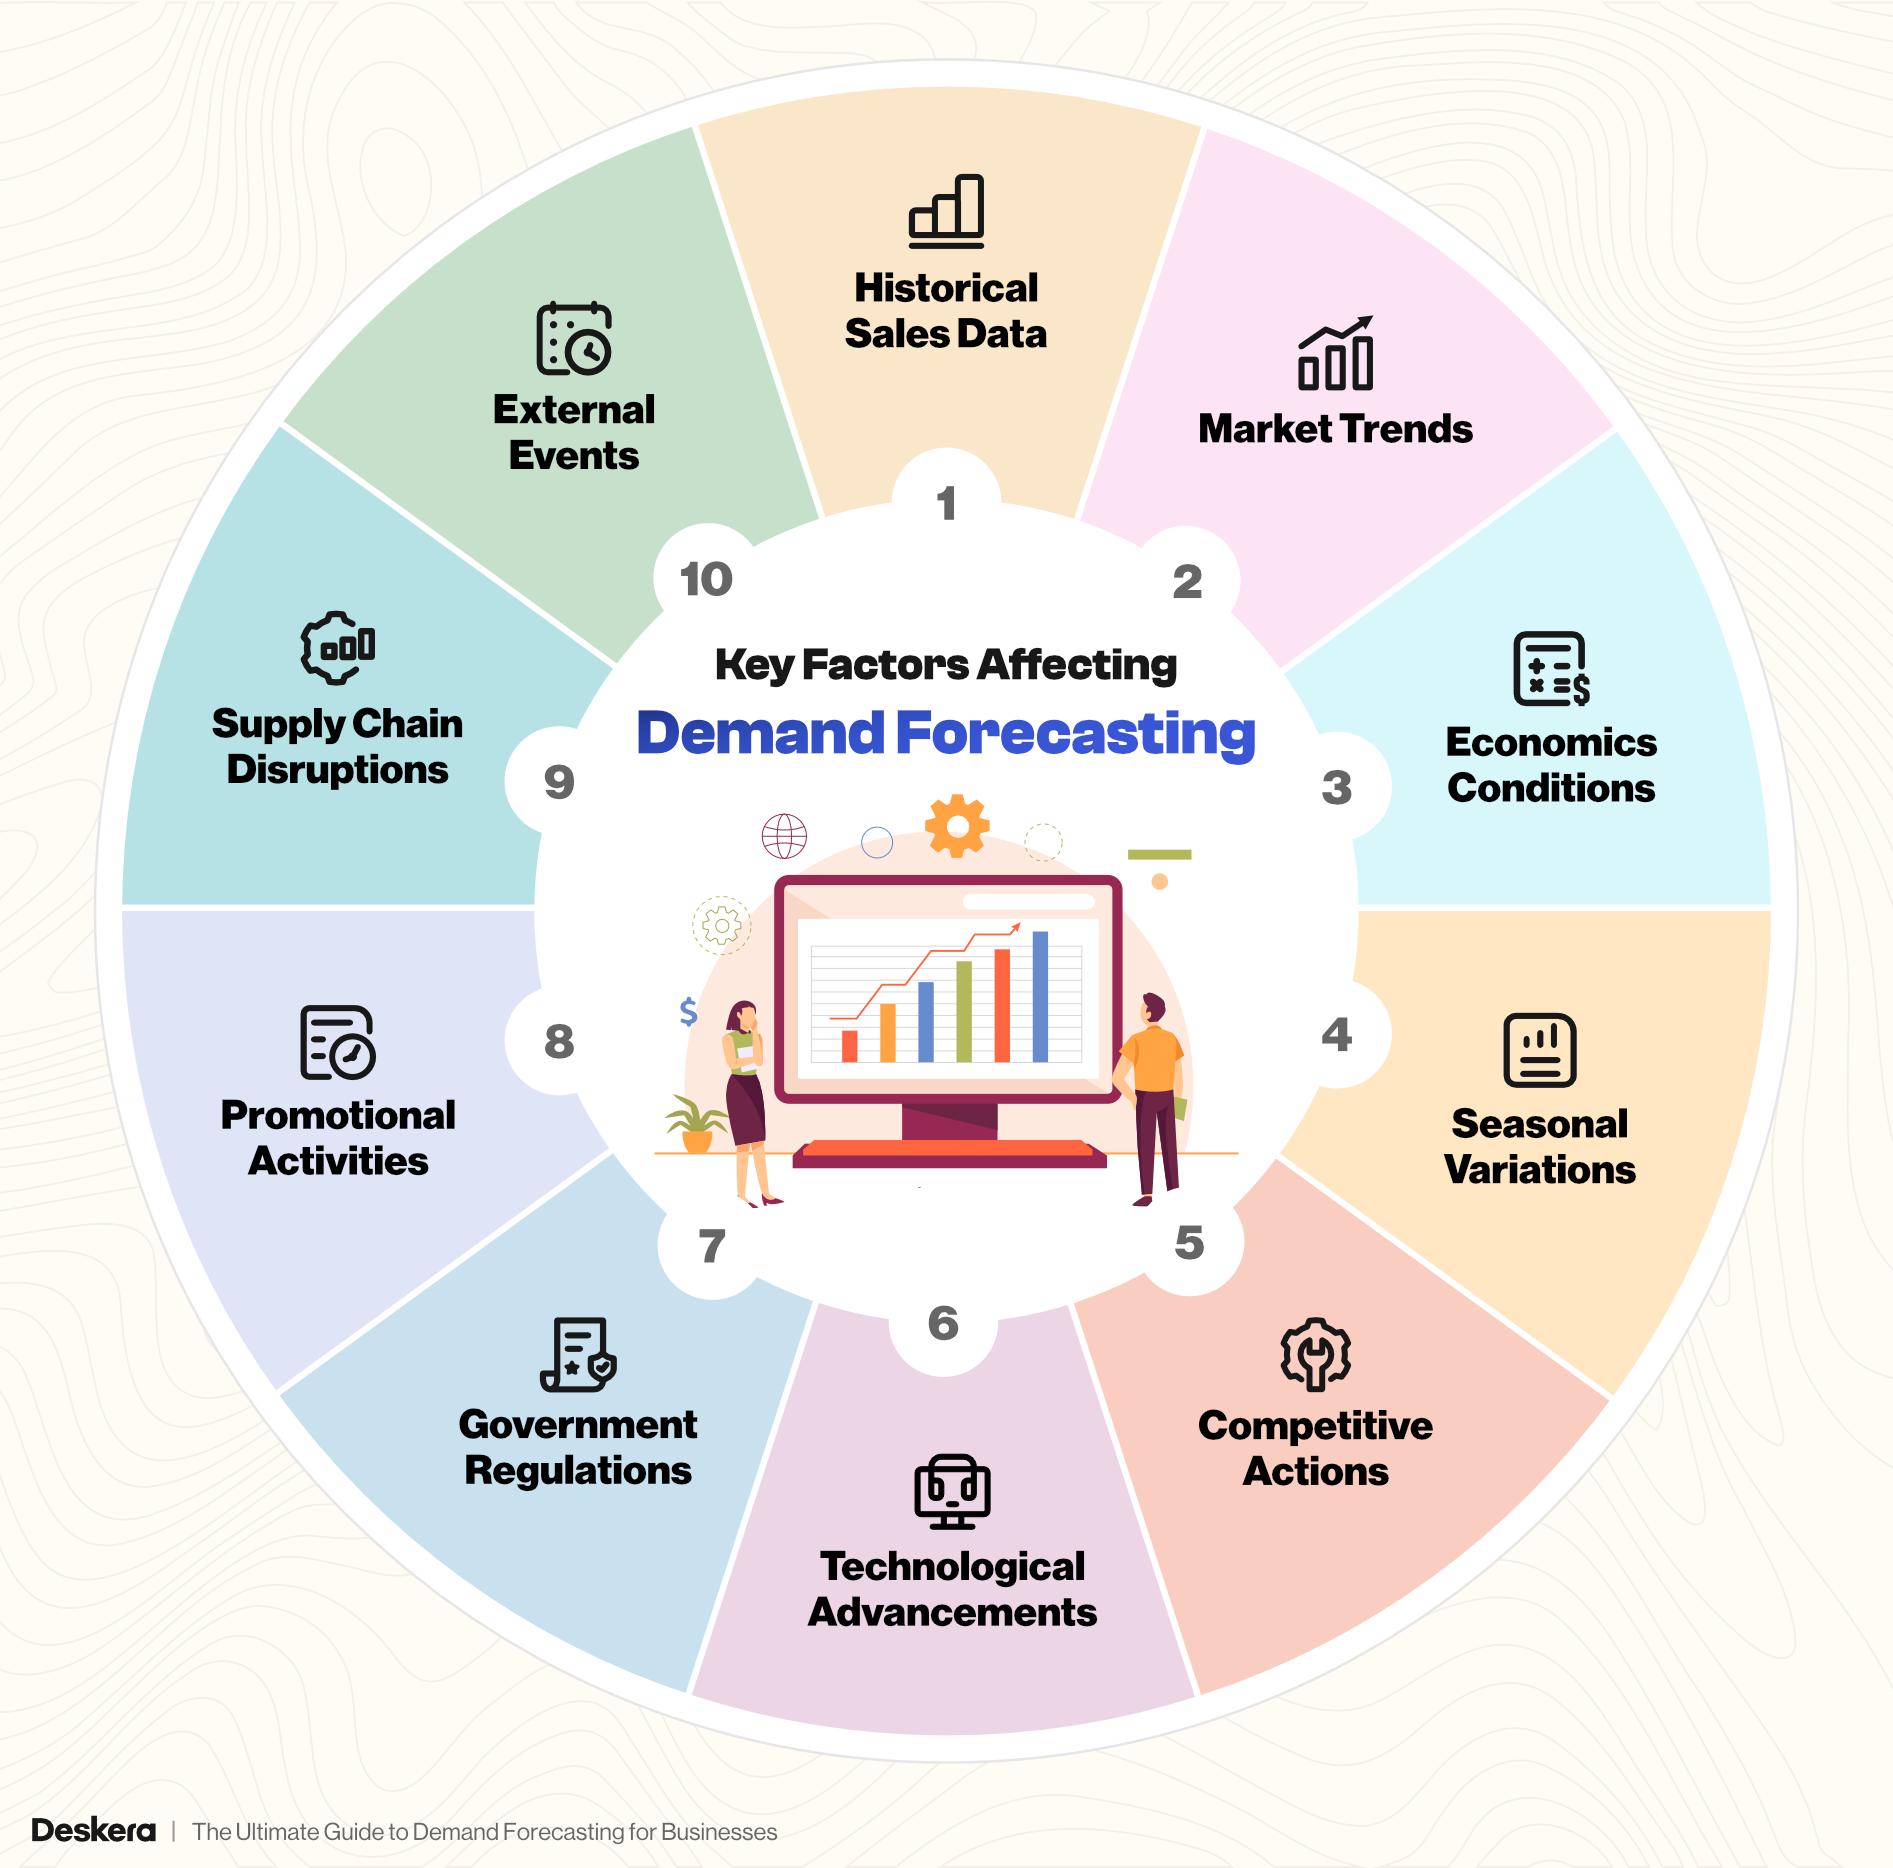 Key Factors Affecting
Demand Forecasting
1
Historical
Sales Data
2
Market Trends
3
Economics
Conditions
4
Seasonal
Variations
5
Competitive
Actions
6
Technological
Advancements
7
Government
Regulations
8
Promotional
Activities
9
Supply Chain
Disruptions
10
External
Events
$
$
Deskera | The Ultimate Guide to Demand Forecasting for Businesses